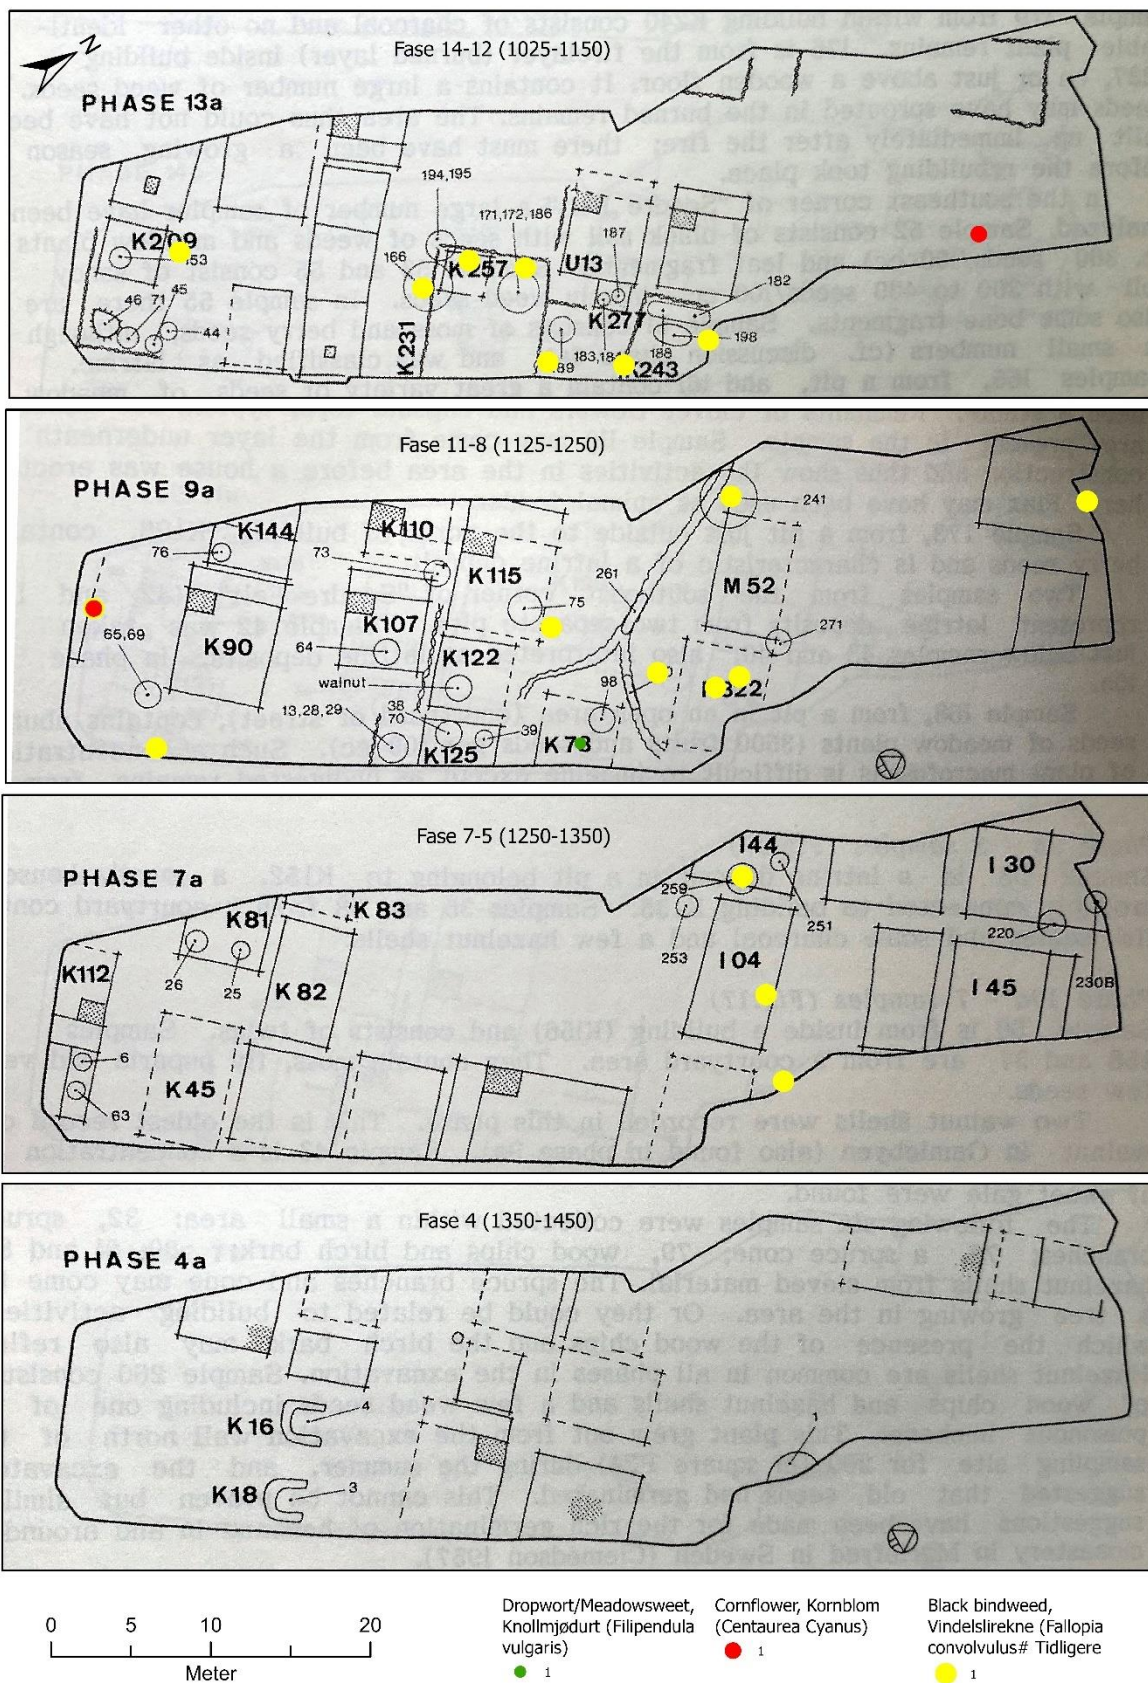 N
Fase 14-12 (1025-1150)
PHASE 13a
194,195
171,172,186
187
K209
53
166
K257
U13
182
45
46 71
44
K231
K277
198
183,18
188
89
K243
Fase 11-8 (1125-1250)
PHASE 9a
K144
K110
241
76
73
K115
261
M 52
75
65,69
K90
K107
271
64
K122
walnut
98
322
13,28,29
38
70
39
K125
K73
Fase 7-5 (1250-1350)
PHASE 7a
I44
I 30
K 83
K81
259
251
220
K112
26
25
K 82
253
I 04
I 45
230B
6
K45
63
Fase 4 (1350-1450)
PHASE 4a
K16
4
1
K18
3
0 5 10 20
Meter
Dropwort/Meadowsweet,
Knollmjødurt (Filipendula
vulgaris)
1
Cornflower, Kornblom
(Centaurea Cyanus)
1
Black bindweed,
Vindelslirekne (Fallopia
convolvulus# Tidligere
1